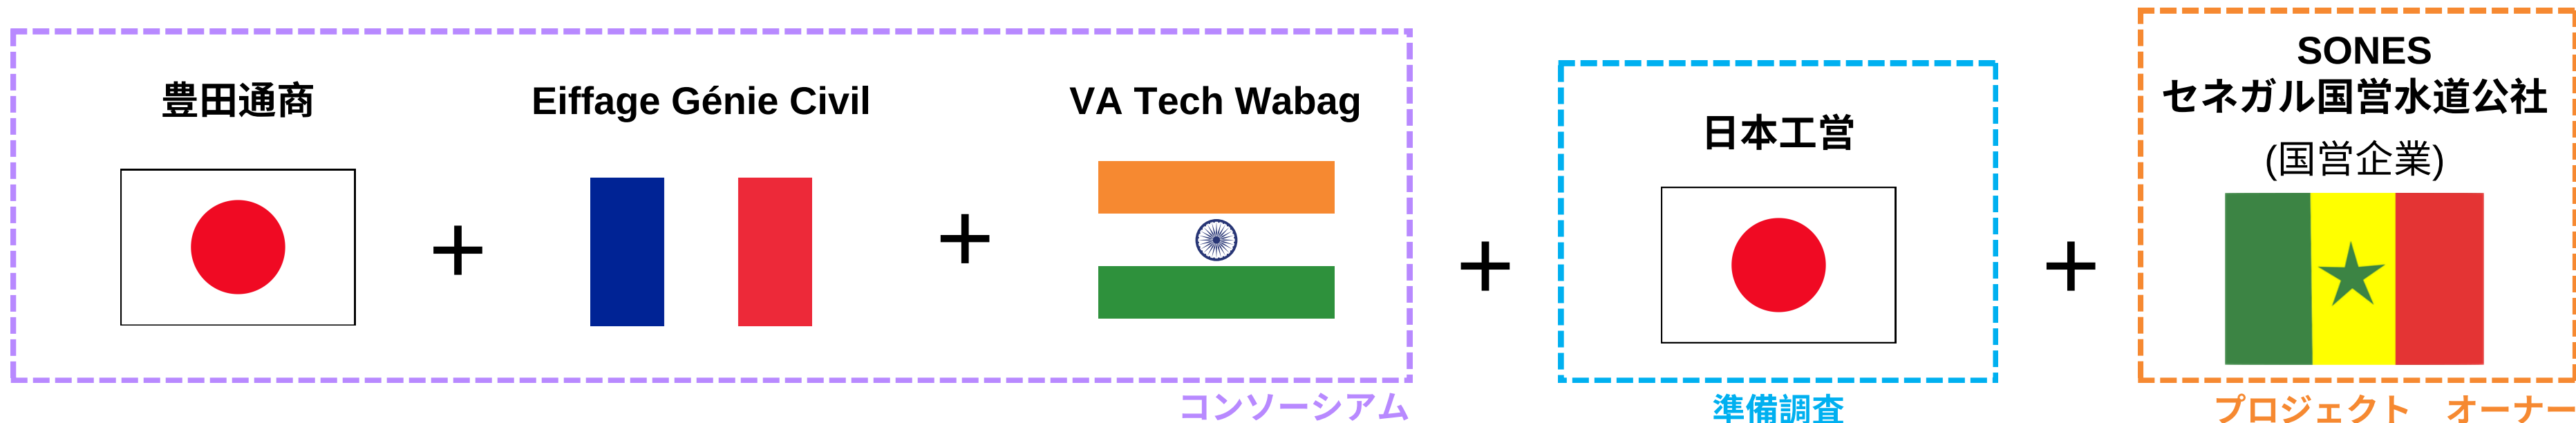 豊田通商
Eiffage Génie Civil
VA Tech Wabag
コンソーシアム
日本工営
準備調査
SONES
セネガル国営水道公社
(国営企業)
プロジェクト　オーナー